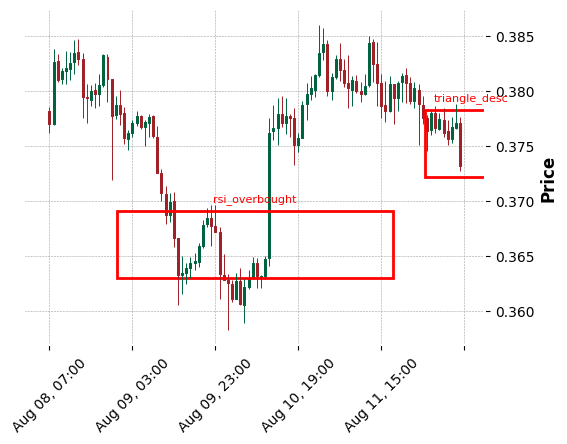 0.385
triangle_desc
0.380
0.375
Price
rsi_overbought
0.370
0.365
0.360
Aug 08, 07:00
Aug 09, 03:00
Aug 09, 23:00
Aug 10, 19:00
Aug 11, 15:00